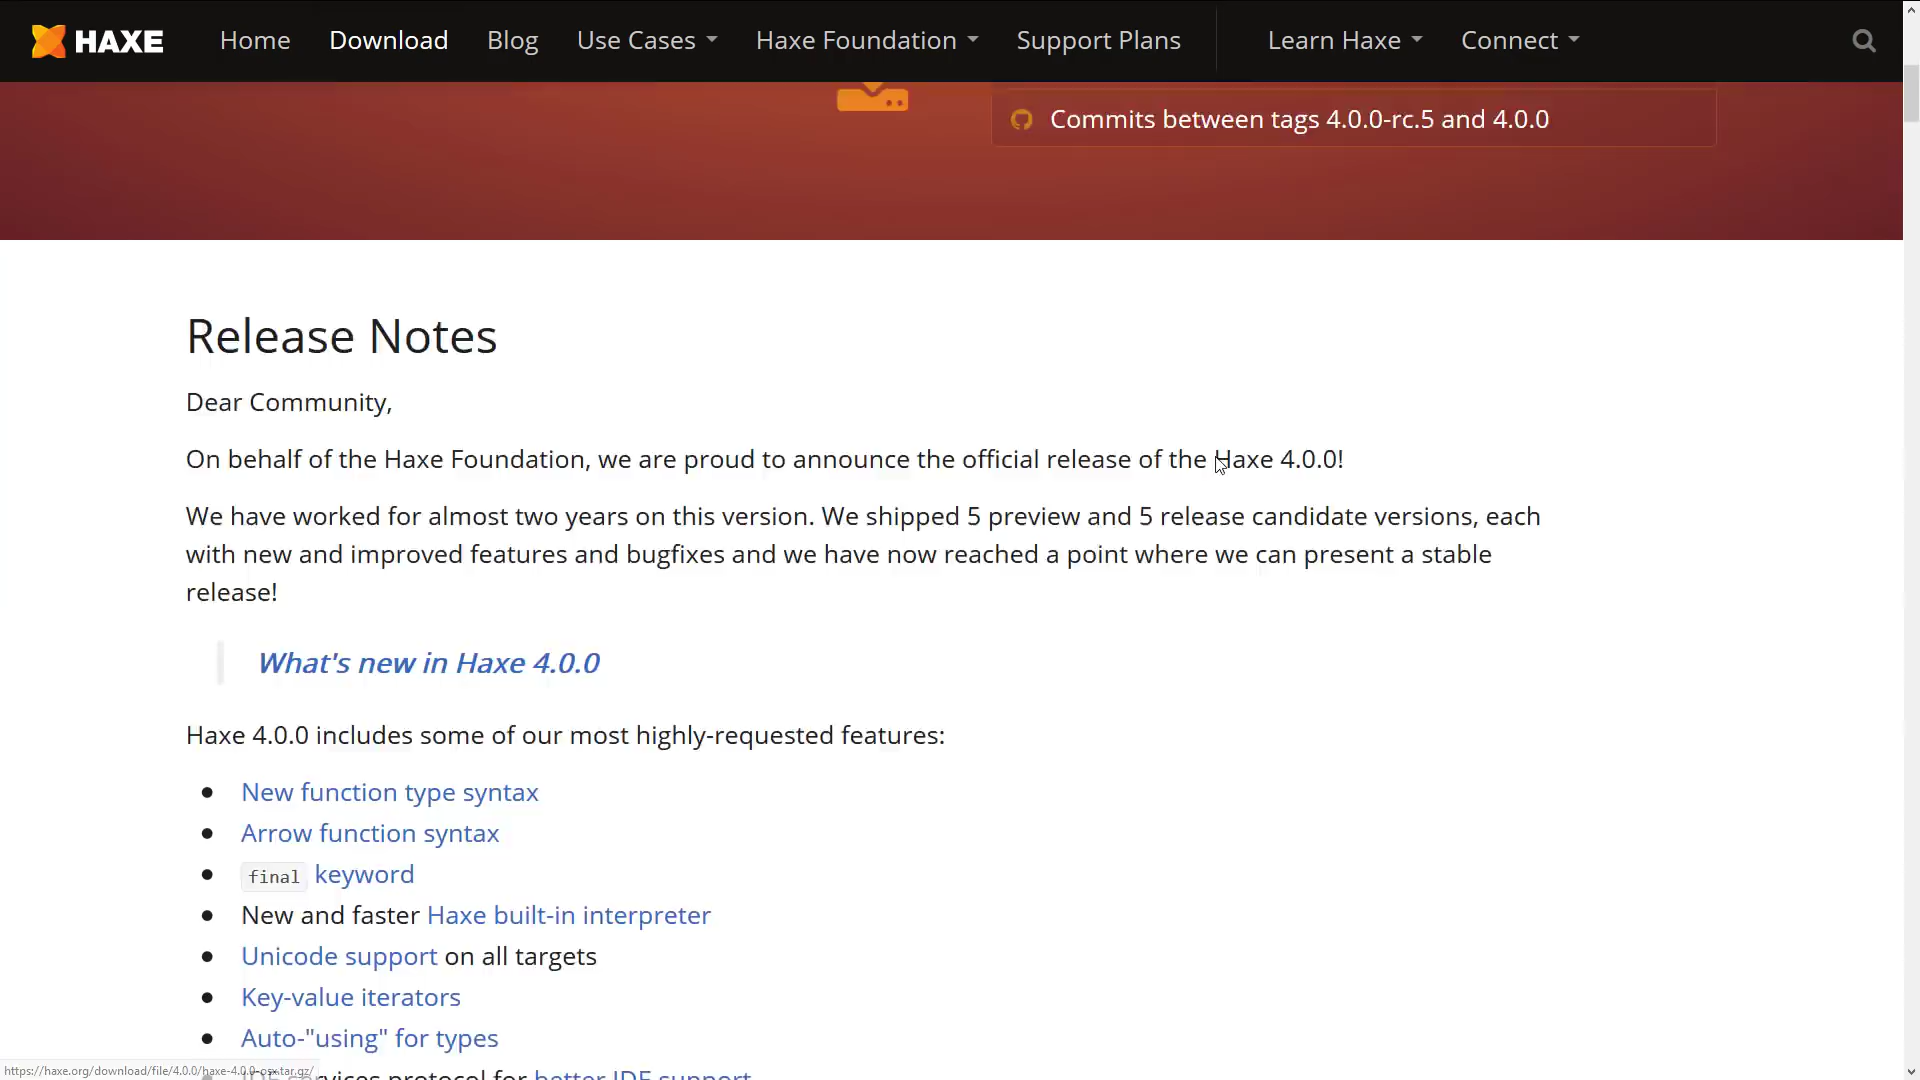 HAXE Home Download Blog Use Cases Haxe Foundation Support Plans Learn Haxe Connect
Commits between tags 4.0.0-rc.5 and 4.0.0
Release Notes
Dear Community,
On behalf of the Haxe Foundation, we are proud to announce the official release of the Haxe 4.0.0!
We have worked for almost two years on this version. We shipped 5 preview and 5 release candidate versions, each
with new and improved features and bugfixes and we have now reached a point where we can present a stable
release!
What's new in Haxe 4.0.0
Haxe 4.0.0 includes some of our most highly-requested features:
New function type syntax
Arrow function syntax
final keyword
New and faster Haxe built-in interpreter
Unicode support on all targets
Key-value iterators
Auto-"using" for types
IDE services protocol for better IDE support
https://haxe.org/download/file/4.0.0/haxe-4.0.0-osx.tar.gz/